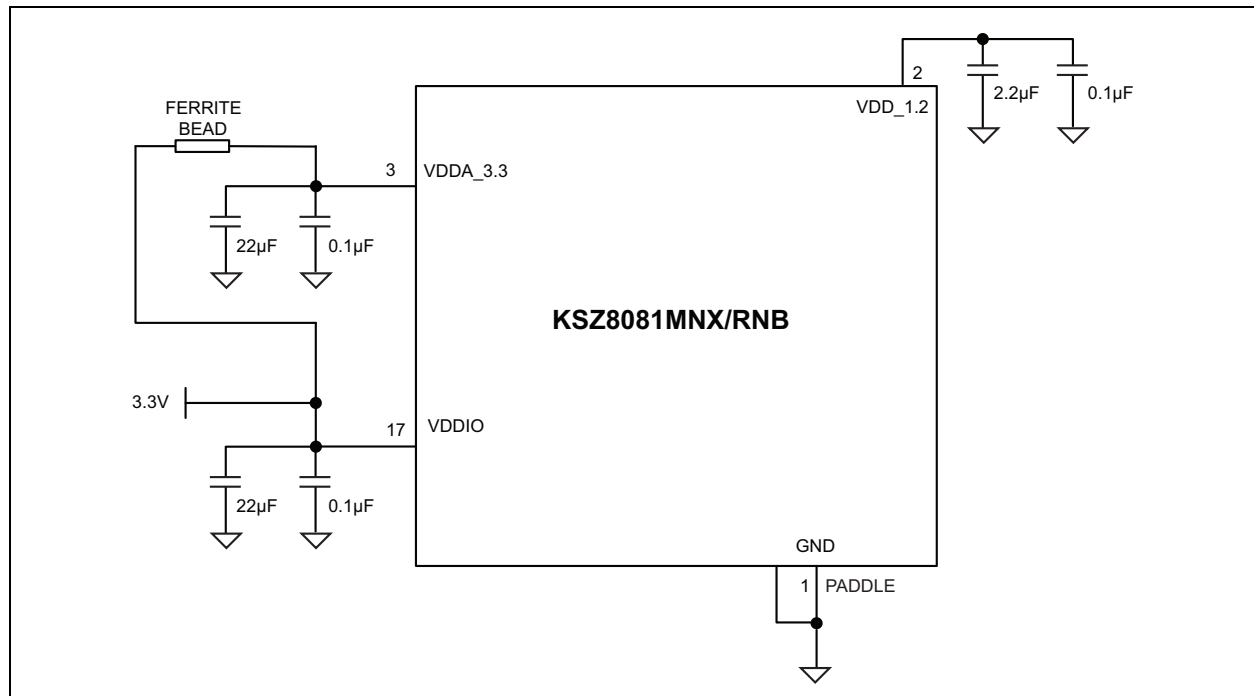 2
VDD_1.2
2.2µF
0.1µF
FERRITE
BEAD
3
VDDA_3.3
22µF
0.1µF
KSZ8081MNX/RNB
3.3V
17
VDDIO
22µF
0.1µF
GND
1
PADDLE